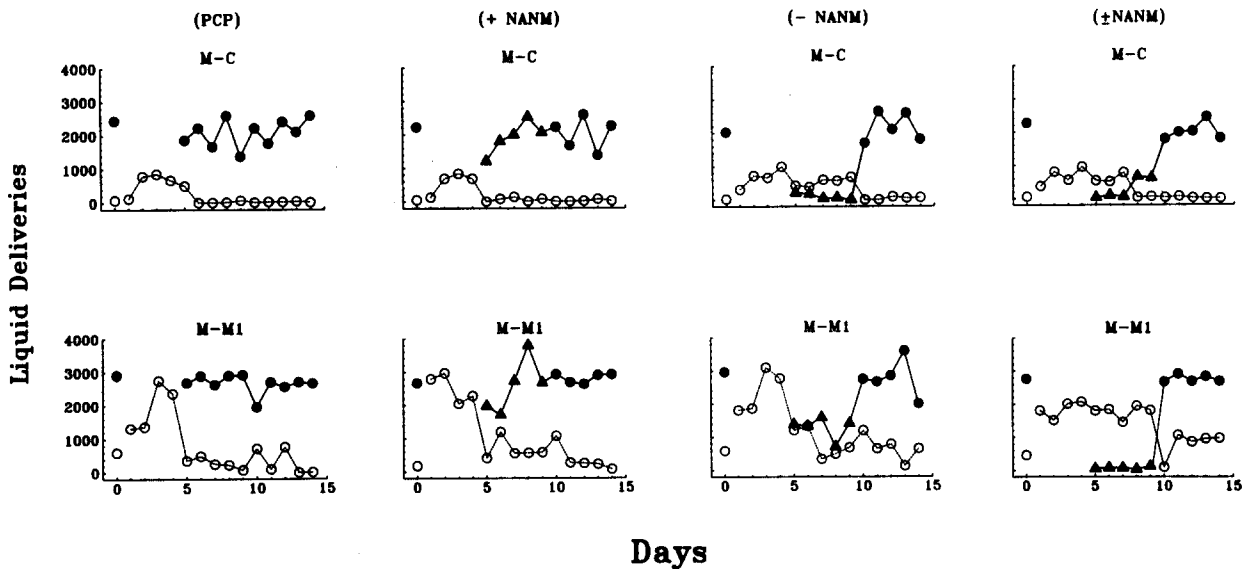 (PCP) (+ NANM) (- NANM) (±NANM)
M-C M-C M-C M-C
4000
3000
2000
1000
0
Liquid Deliveries
M-M1 M-M1 M-M1 M-M1
4000
3000
2000
1000
0
0 5 10 15 0 5 10 15 0 5 10 15 0 5 10 15
Days